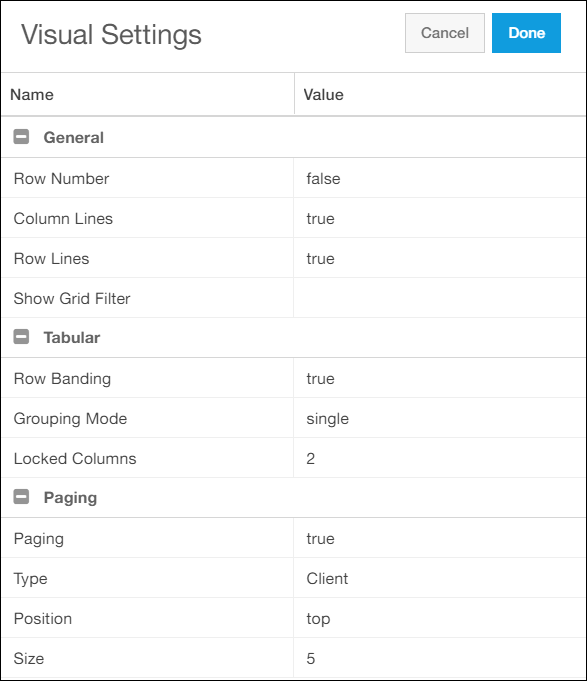 Visual Settings Cancel Done
Name Value
General
Row Number false
Column Lines true
Row Lines true
Show Grid Filter
Tabular
Row Banding true
Grouping Mode single
Locked Columns 2
Paging
Paging true
Type Client
Position top
Size 5